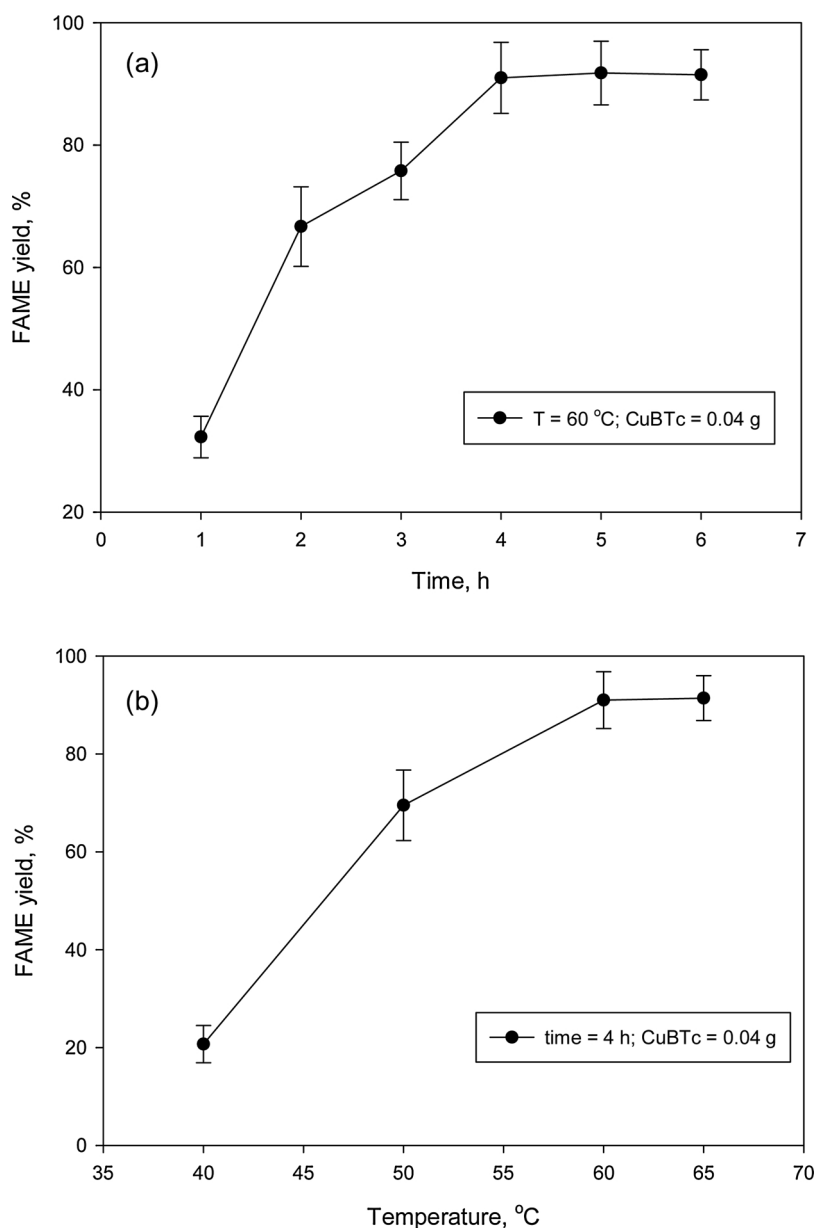 (a)
FAME yield, %
100
80
60
40
20
T = 60 °C; CuBTc = 0.04 g
0 1 2 3 4 5 6 7
Time, h
(b)
FAME yield, %
100
80
60
40
20
0
time = 4 h; CuBTc = 0.04 g
35 40 45 50 55 60 65 70
Temperature, °C